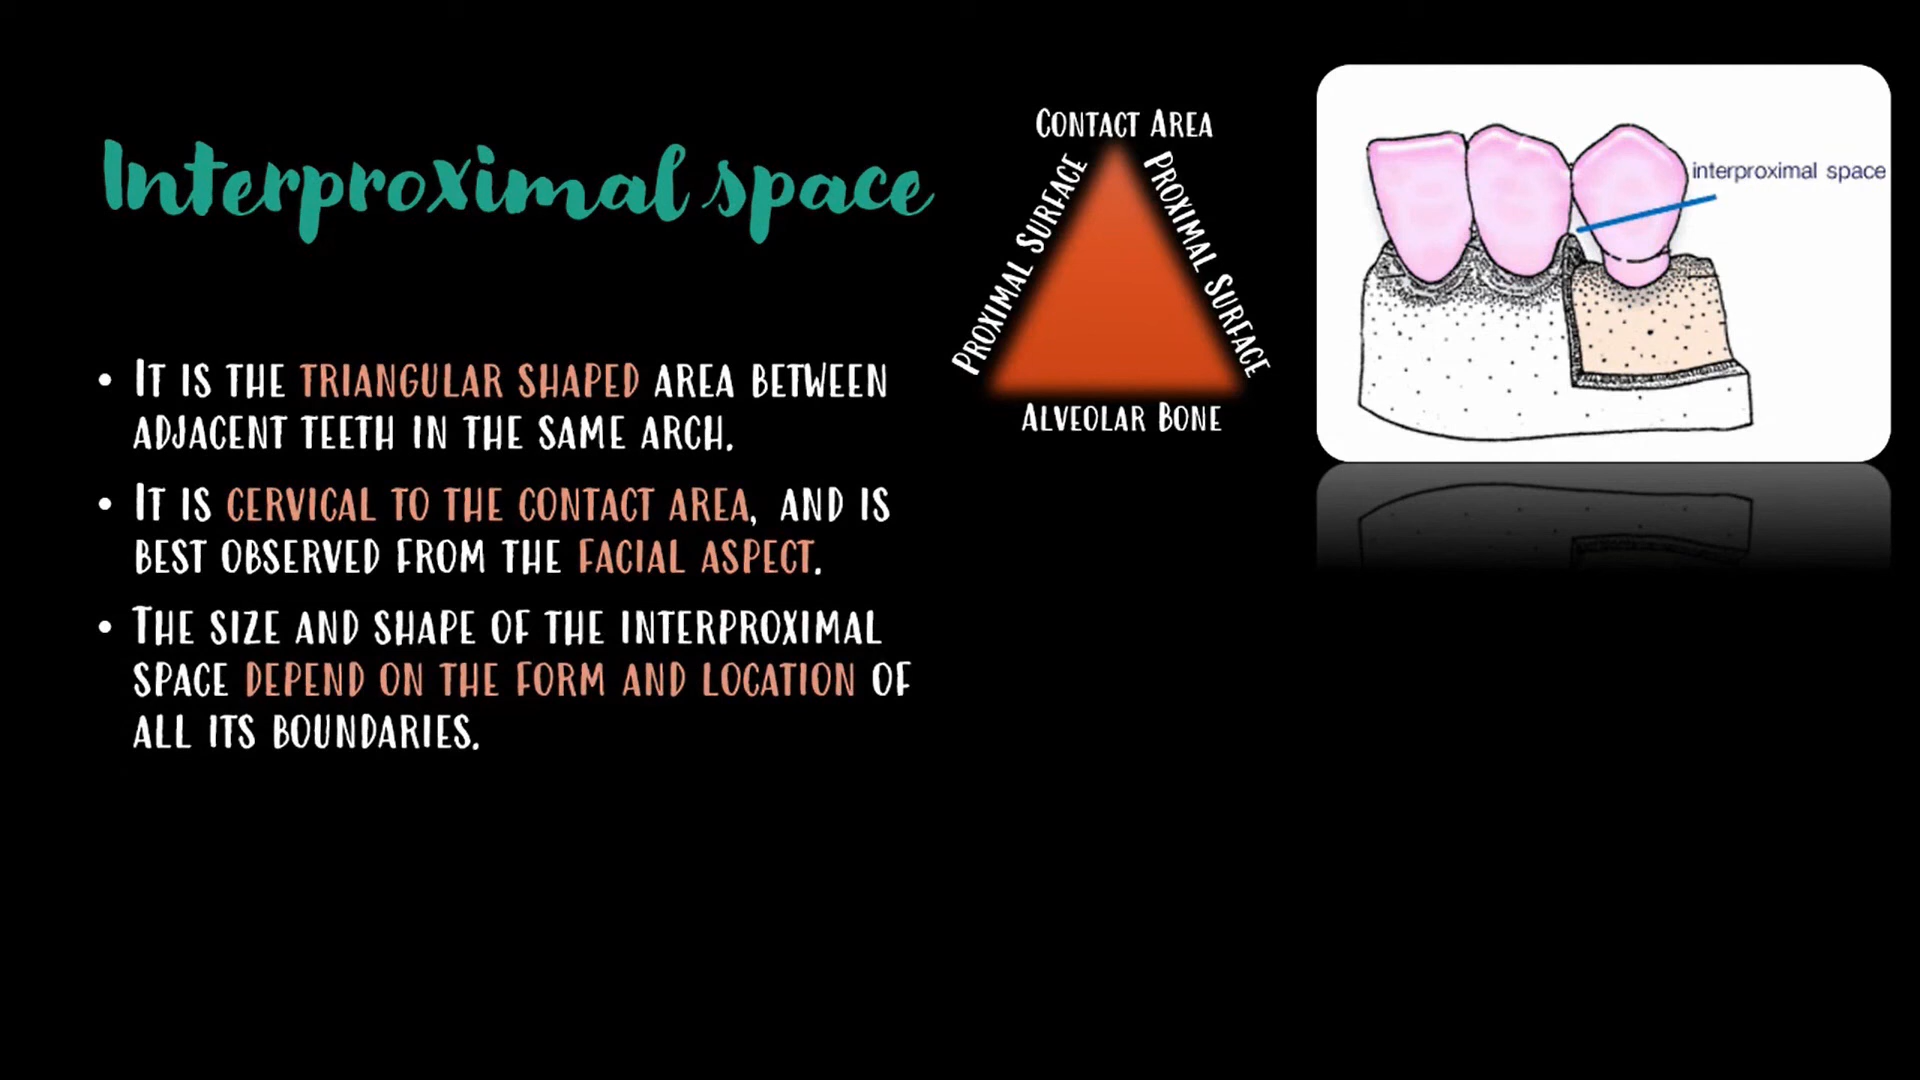 Interproximal space
• It is the triangular shaped area between
adjacent teeth in the same arch.
• It is cervical to the contact area, and is
best observed from the facial aspect.
• The size and shape of the interproximal
space depend on the form and location of
all its boundaries.
Contact Area
Proximal Surface
Proximal Surface
Alveolar Bone
interproximal space